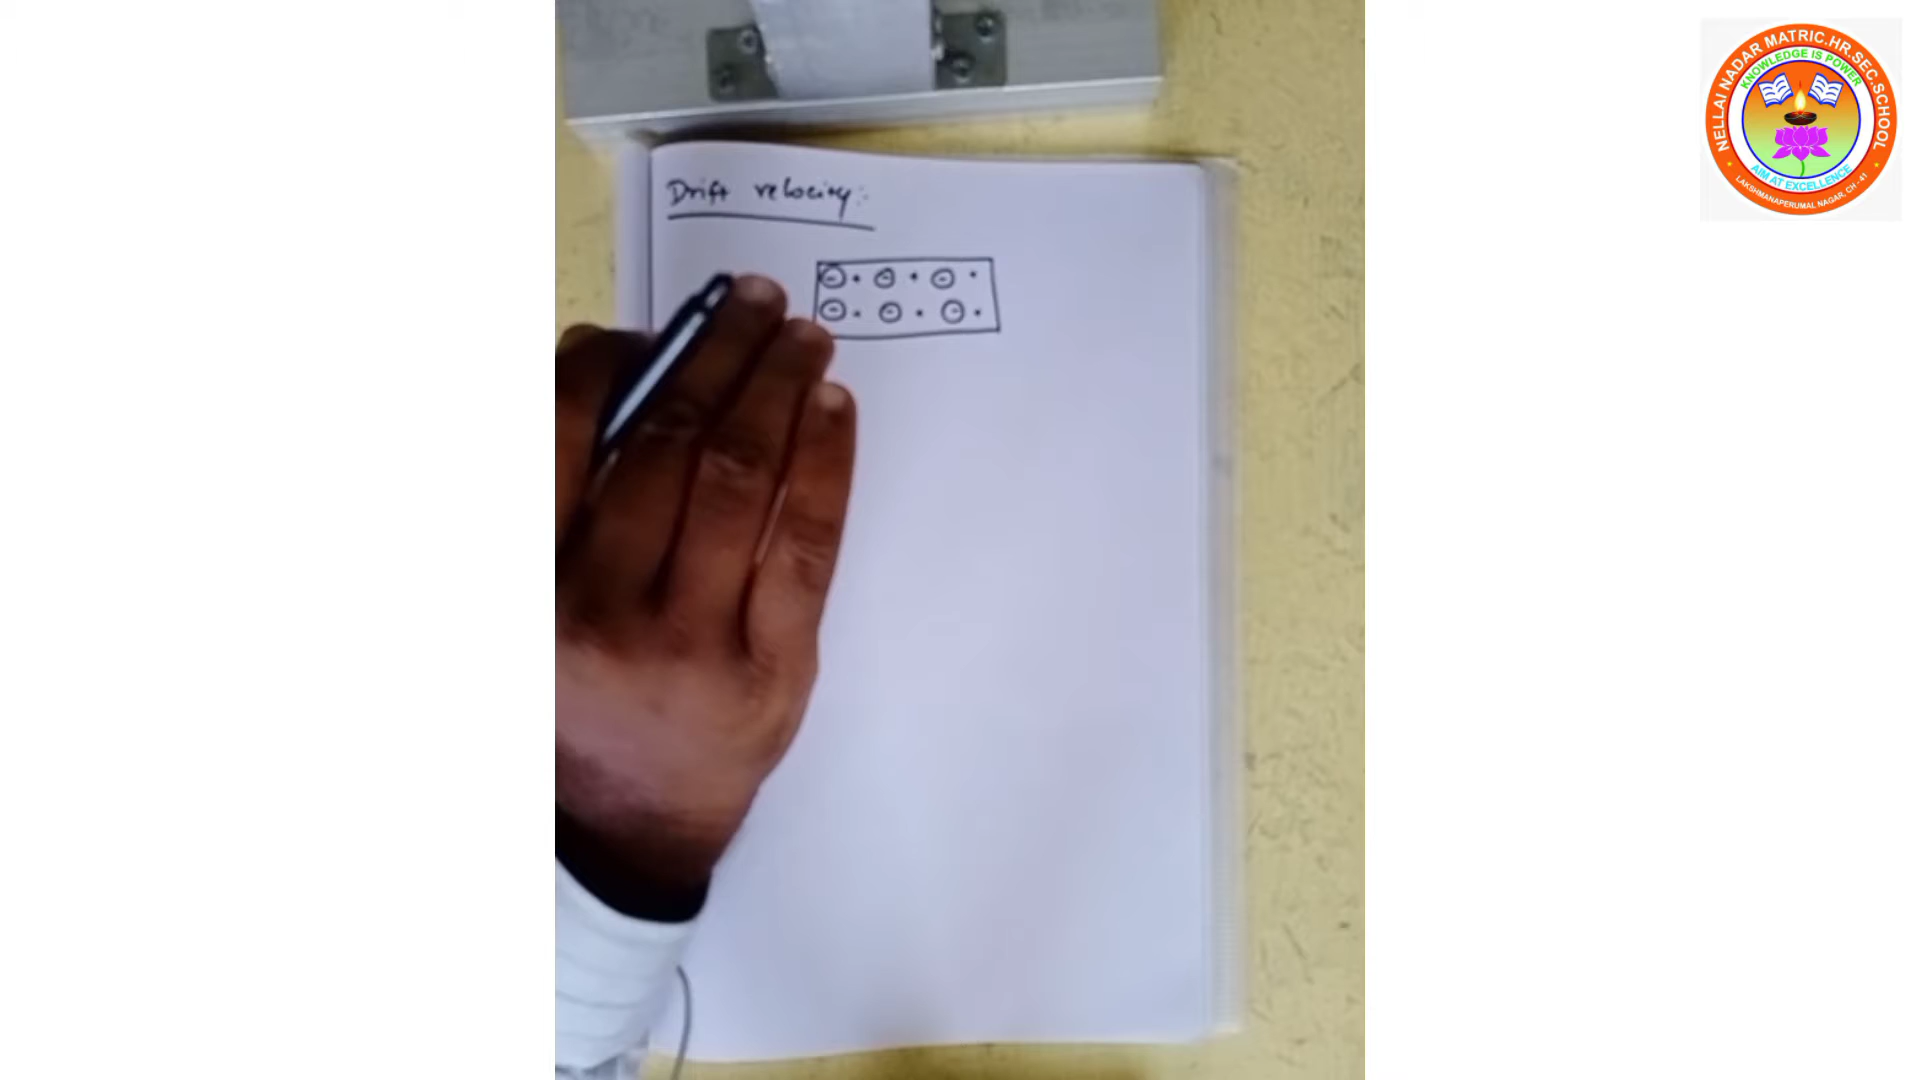 Drift velocity:-
NELLAI NADAR MATRIC.HR.SEC.SCHOOL
KNOWLEDGE IS POWER
AIM AT EXCELLENCE
LAKSHMANAPERUMAL NAGAR, CH - 41